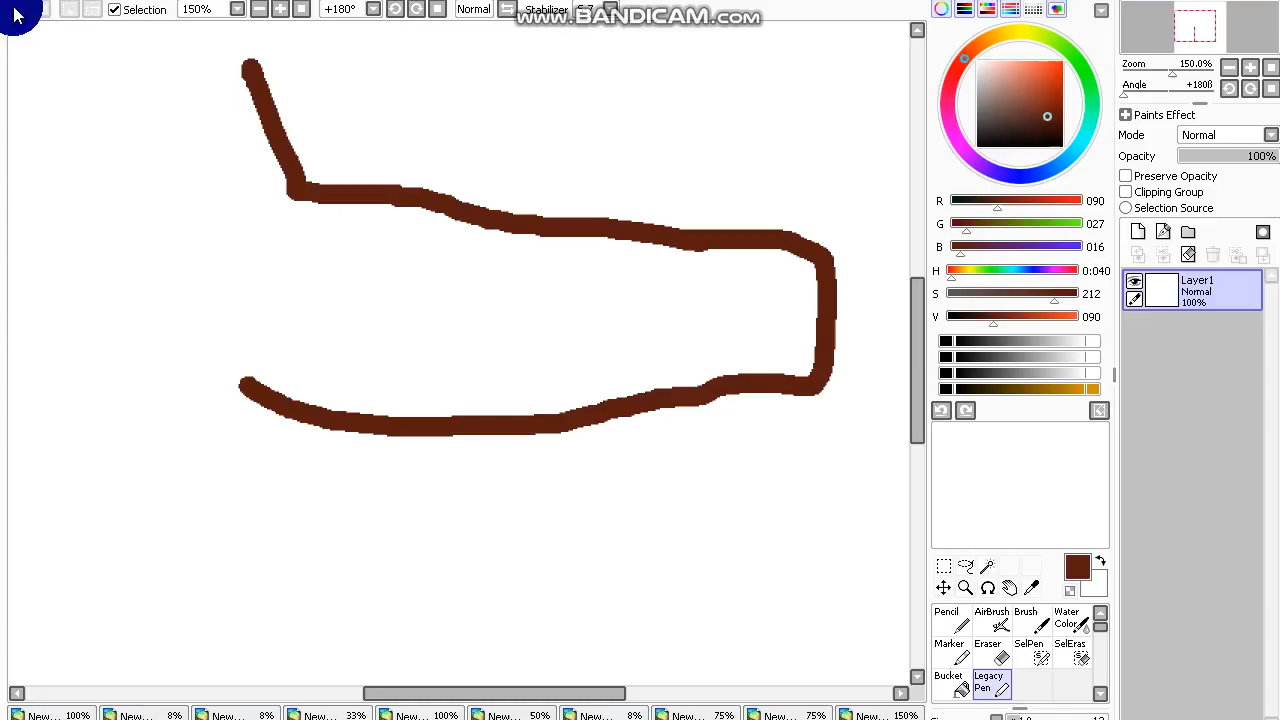 Selection 150% +180° Normal Stabilizer
www.BANDICAM.com
Zoom 150.0%
Angle +180°
Paints Effect
Mode Normal
Opacity 100%
Preserve Opacity
Clipping Group
Selection Source
R 090
G 027
B 016
H 0:040
S 212
V 090
Layer1
Normal
100%
Pencil AirBrush Brush Water Color
Marker Eraser SelPen SelEras
Bucket Legacy Pen
New... 100% New... 8% New... 8% New... 33% 100% New... 50% New... 8% New... 75% New... 75% New... 150%